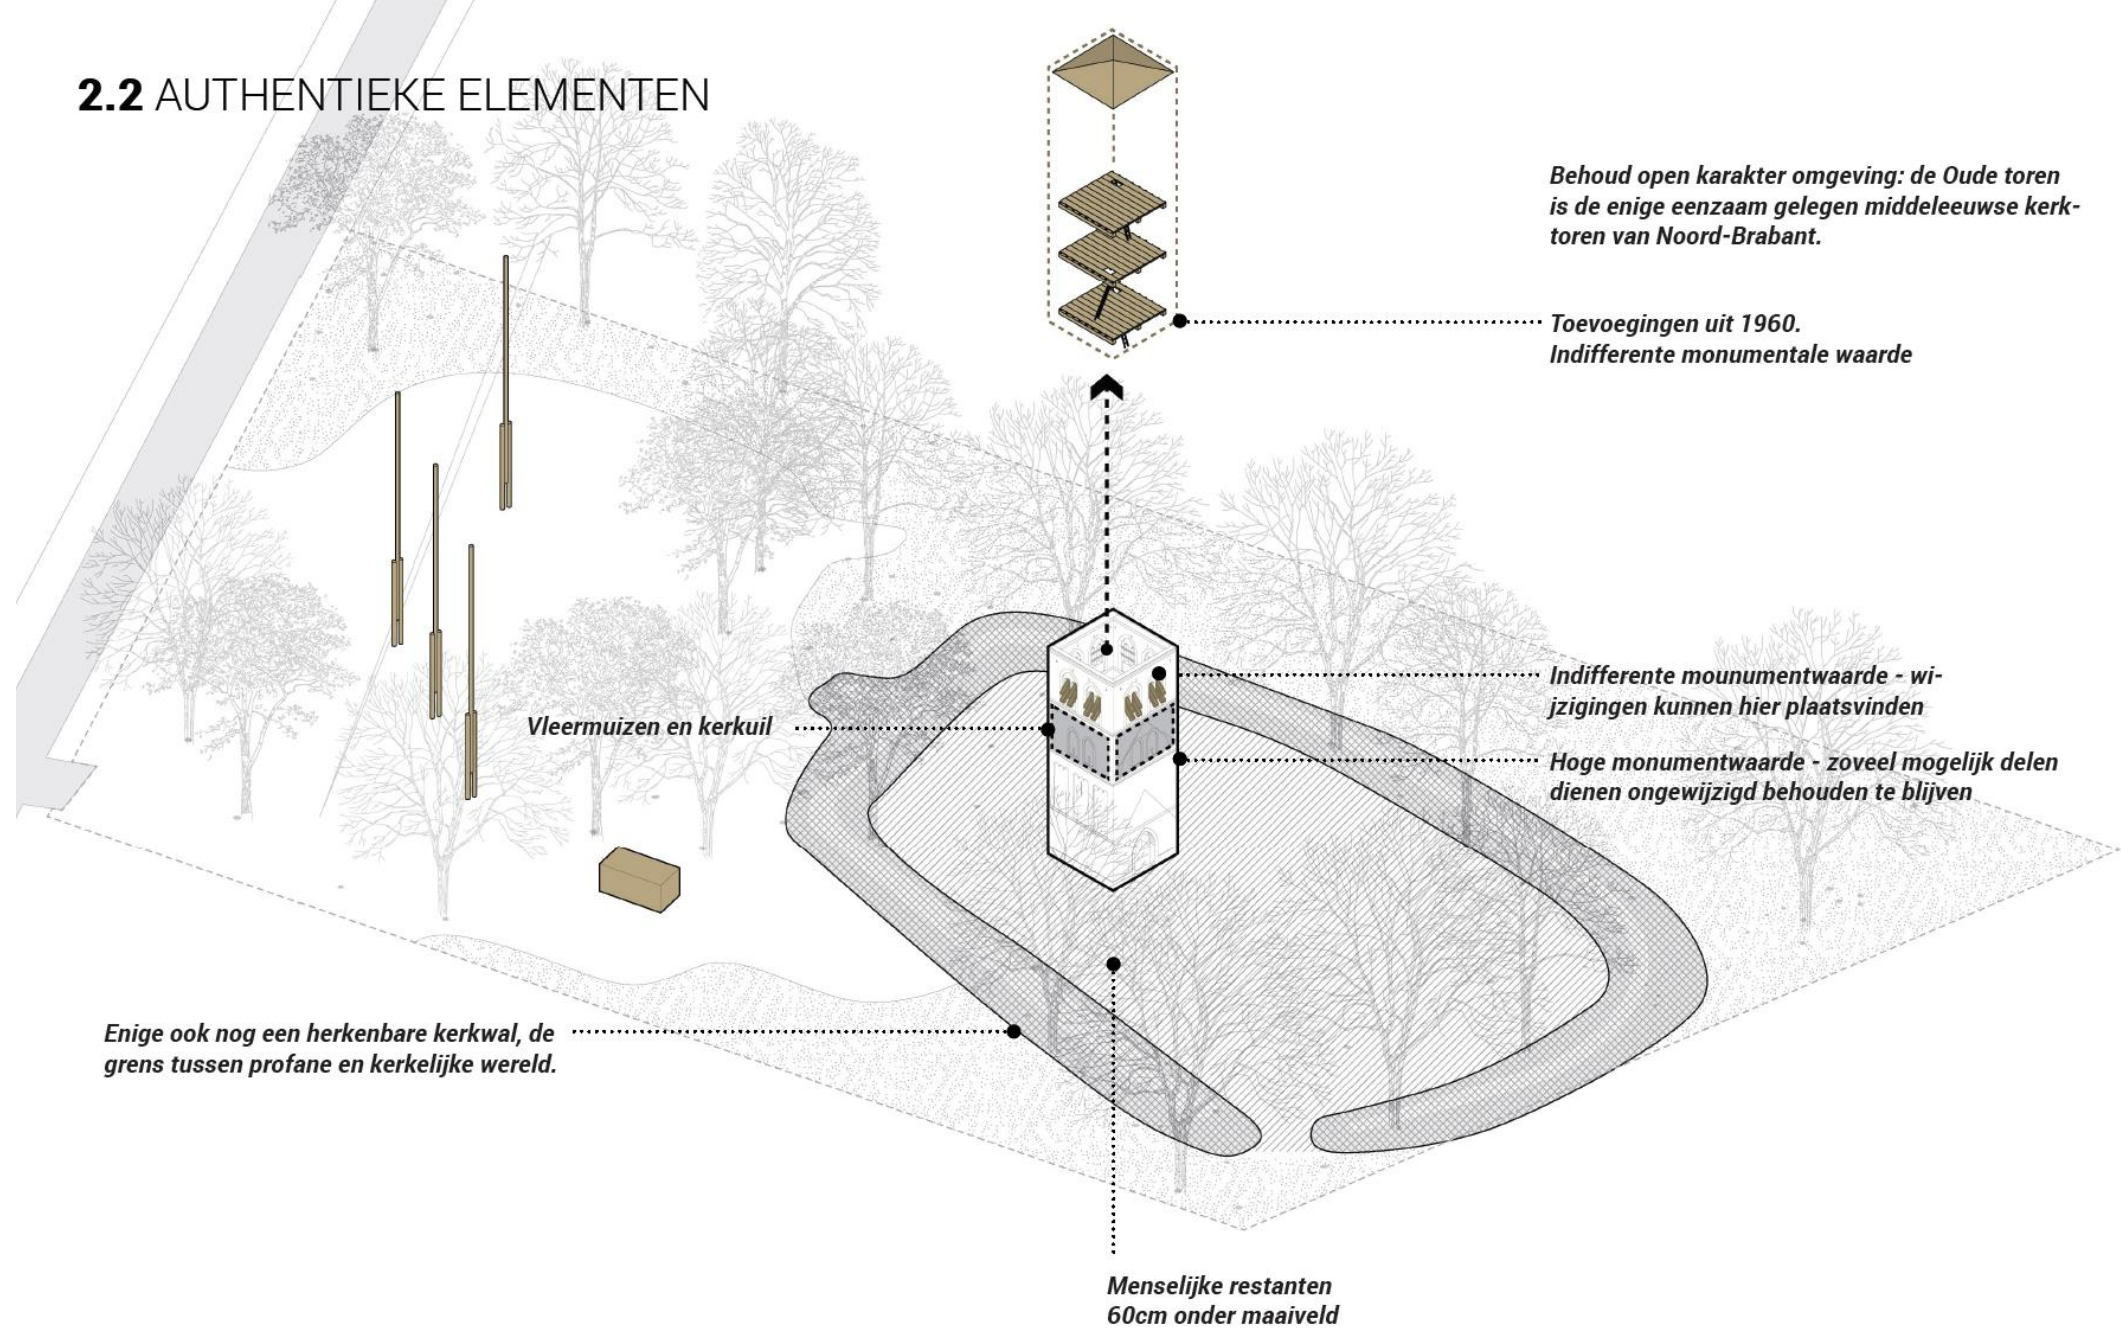 2.2 AUTHENTIEKE ELEMENTEN
Behoud open karakter omgeving: de Oude toren
is de enige eenzaam gelegen middeleeuwse kerk-
toren van Noord-Brabant.
Toevoegingen uit 1960.
Indifferente monumentale waarde
Indifferente mounumentwaarde - wi-
jzigingen kunnen hier plaatsvinden
Vleermuizen en kerkuil
Hoge monumentwaarde - zoveel mogelijk delen
dienen ongewijzigd behouden te blijven
Enige ook nog een herkenbare kerkwal, de
grens tussen profane en kerkelijke wereld.
Menselijke restanten
60cm onder maaiveld